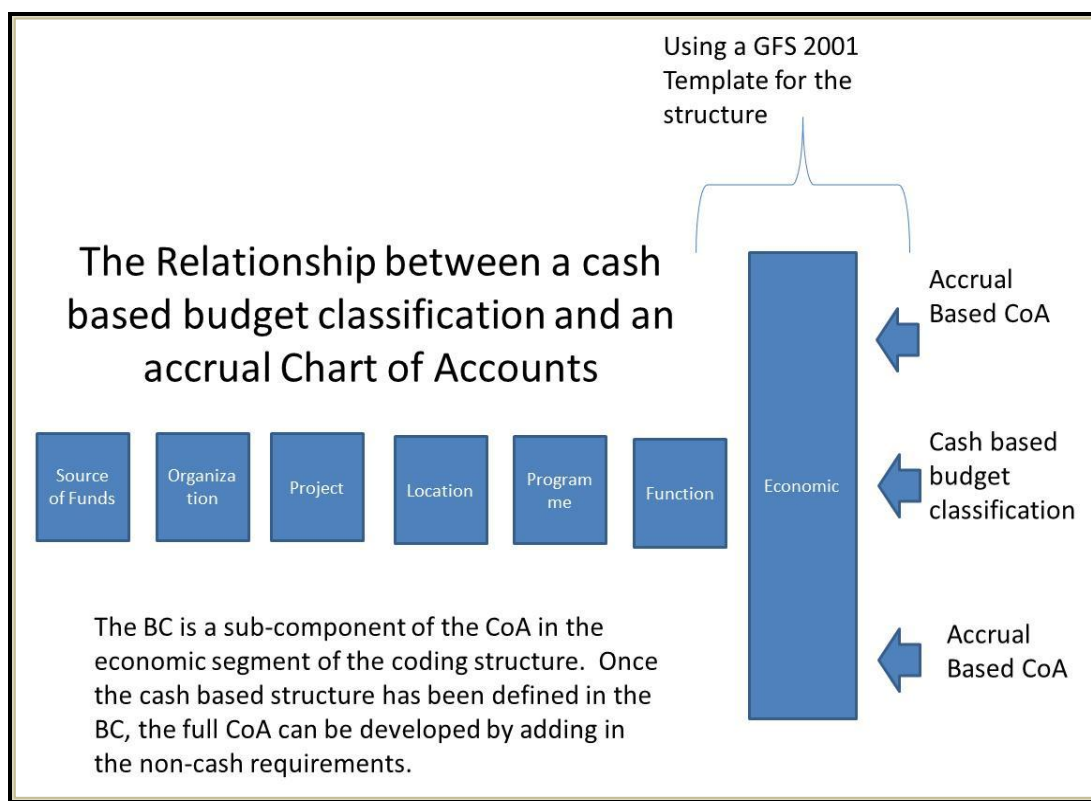 Using a GFS 2001
Template for the
structure
The Relationship between a cash
based budget classification and an
accrual Chart of Accounts
Accrual
Based CoA
Source
of Funds
Organiza
tion
Project
Location
Program
me
Function
Economic
Cash based
budget
classification
The BC is a sub-component of the CoA in the
economic segment of the coding structure.  Once
the cash based structure has been defined in the
BC, the full CoA can be developed by adding in
the non-cash requirements.
Accrual
Based CoA